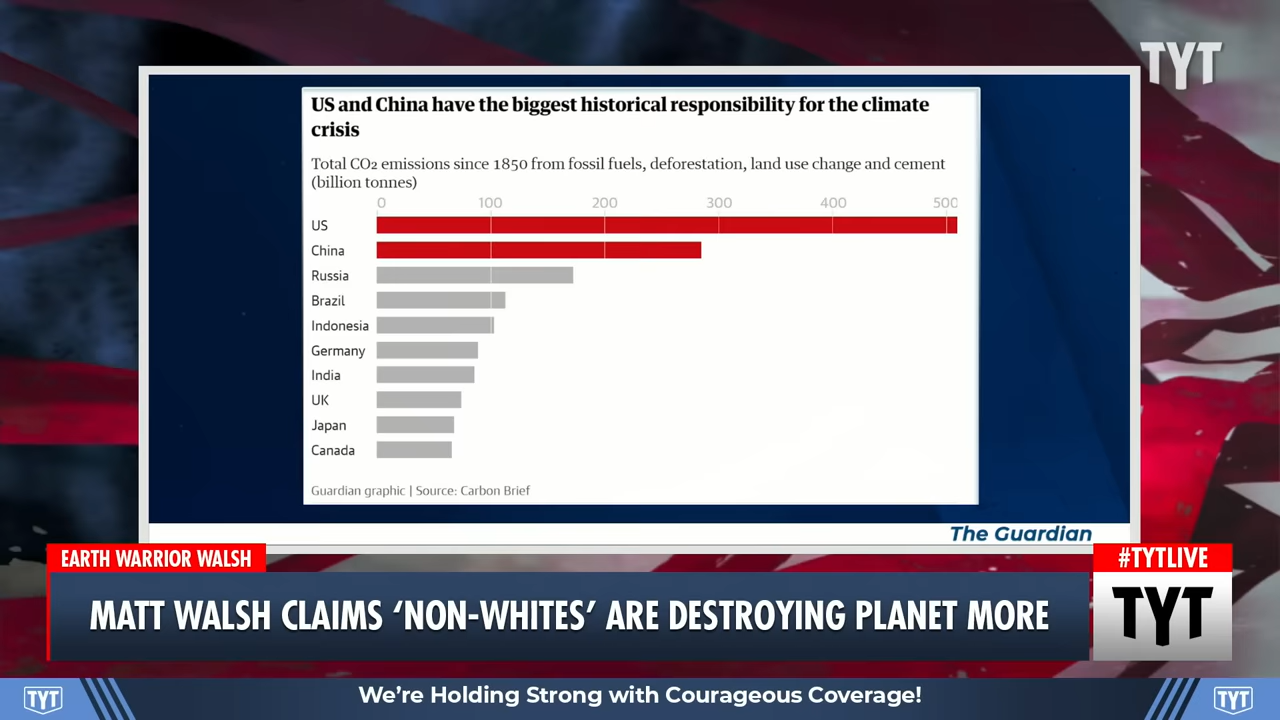 TYT
US and China have the biggest historical responsibility for the climate
crisis
Total CO2 emissions since 1850 from fossil fuels, deforestation, land use change and cement
(billion tonnes)
0 100 200 300 400 500
US
China
Russia
Brazil
Indonesia
Germany
India
UK
Japan
Canada
Guardian graphic | Source: Carbon Brief
The Guardian
EARTH WARRIOR WALSH
#TYTLIVE
MATT WALSH CLAIMS ‘NON-WHITES’ ARE DESTROYING PLANET MORE
TYT
TYT
We’re Holding Strong with Courageous Coverage!
TYT